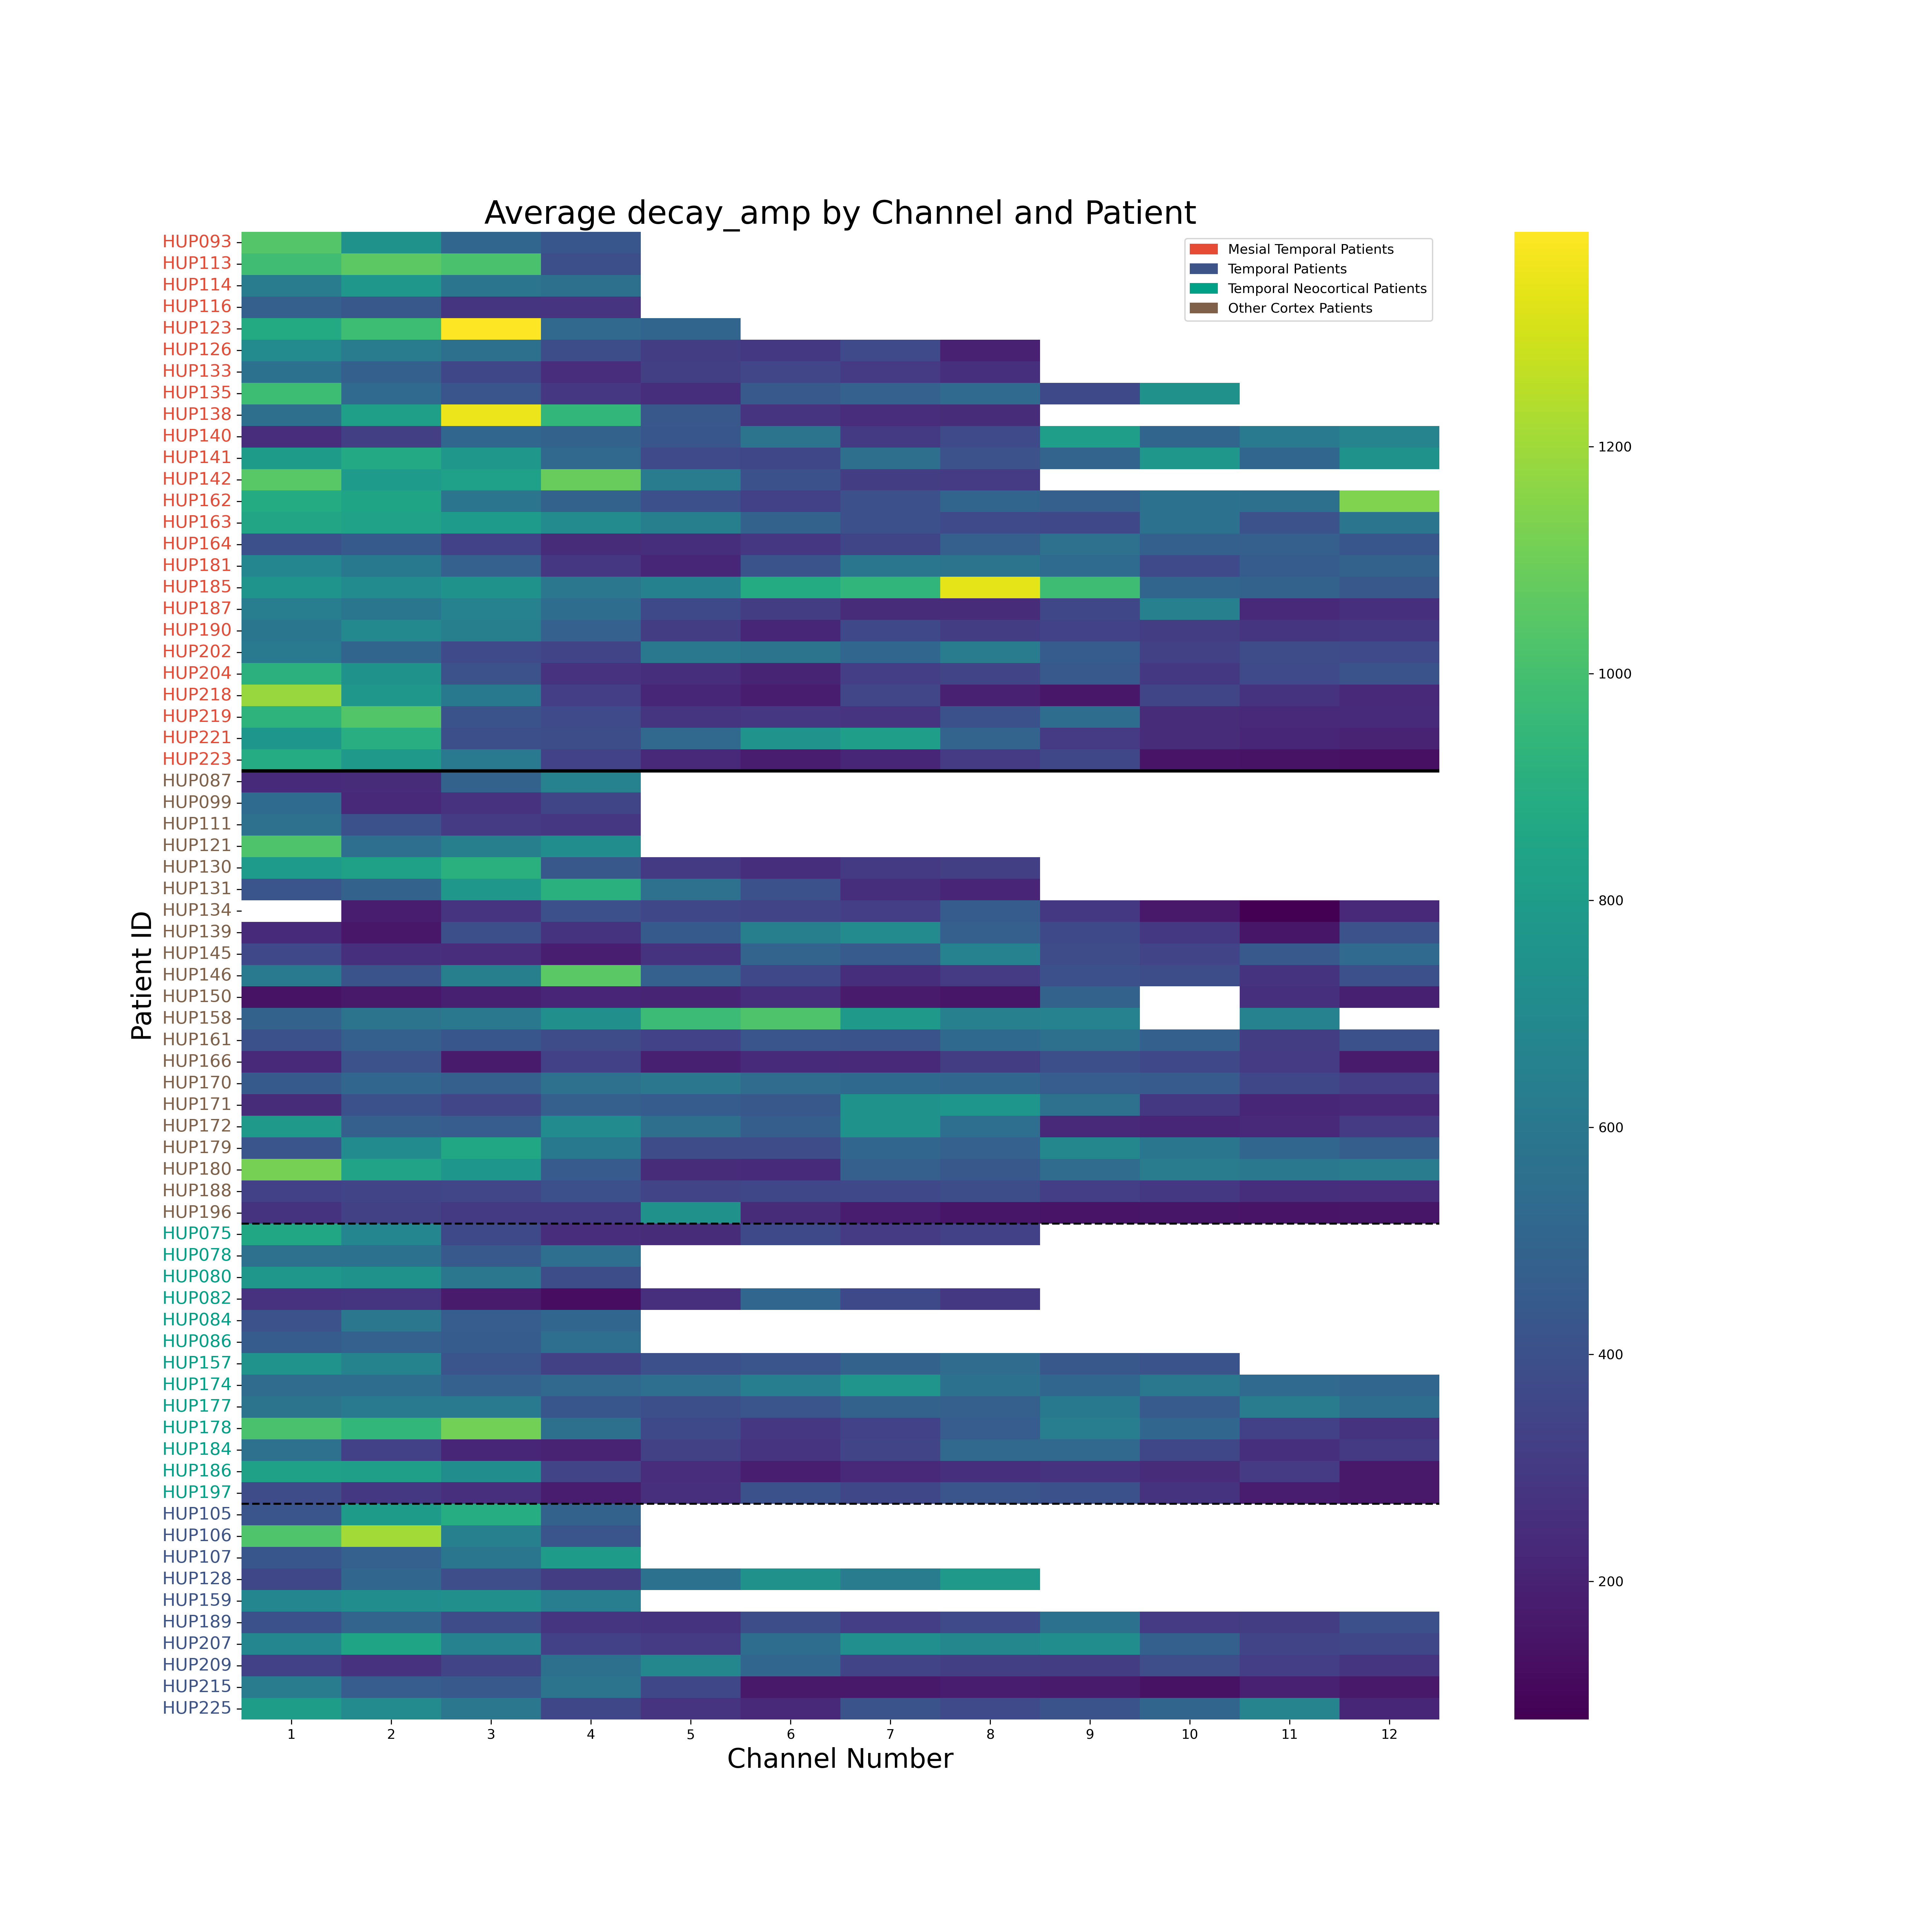 Average decay_amp by Channel and Patient
Mesial Temporal Patients
Temporal Patients
Temporal Neocortical Patients
Other Cortex Patients
Patient ID
HUP093
HUP113
HUP114
HUP116
HUP123
HUP126
HUP133
HUP135
HUP138
HUP140
HUP141
HUP142
HUP162
HUP163
HUP164
HUP181
HUP185
HUP187
HUP190
HUP202
HUP204
HUP218
HUP219
HUP221
HUP223
HUP087
HUP099
HUP111
HUP121
HUP130
HUP131
HUP134
HUP139
HUP145
HUP146
HUP150
HUP158
HUP161
HUP166
HUP170
HUP171
HUP172
HUP179
HUP180
HUP188
HUP196
HUP075
HUP078
HUP080
HUP082
HUP084
HUP086
HUP157
HUP174
HUP177
HUP178
HUP184
HUP186
HUP197
HUP105
HUP106
HUP107
HUP128
HUP159
HUP189
HUP207
HUP209
HUP215
HUP225
1 2 3 4 5 6 7 8 9 10 11 12
Channel Number
1200
1000
800
600
400
200